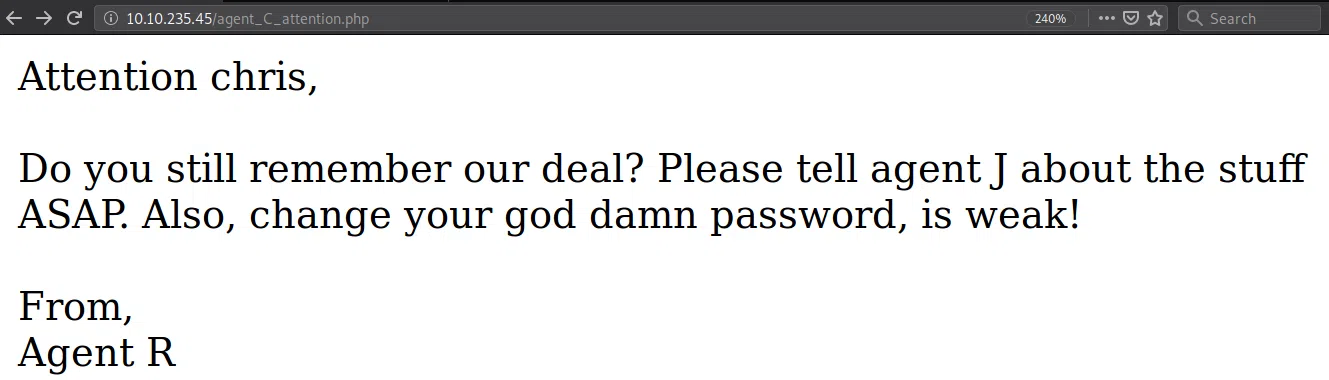 10.10.235.45/agent_C_attention.php
240%
Search
Attention chris,
Do you still remember our deal? Please tell agent J about the stuff
ASAP. Also, change your god damn password, is weak!
From,
Agent R